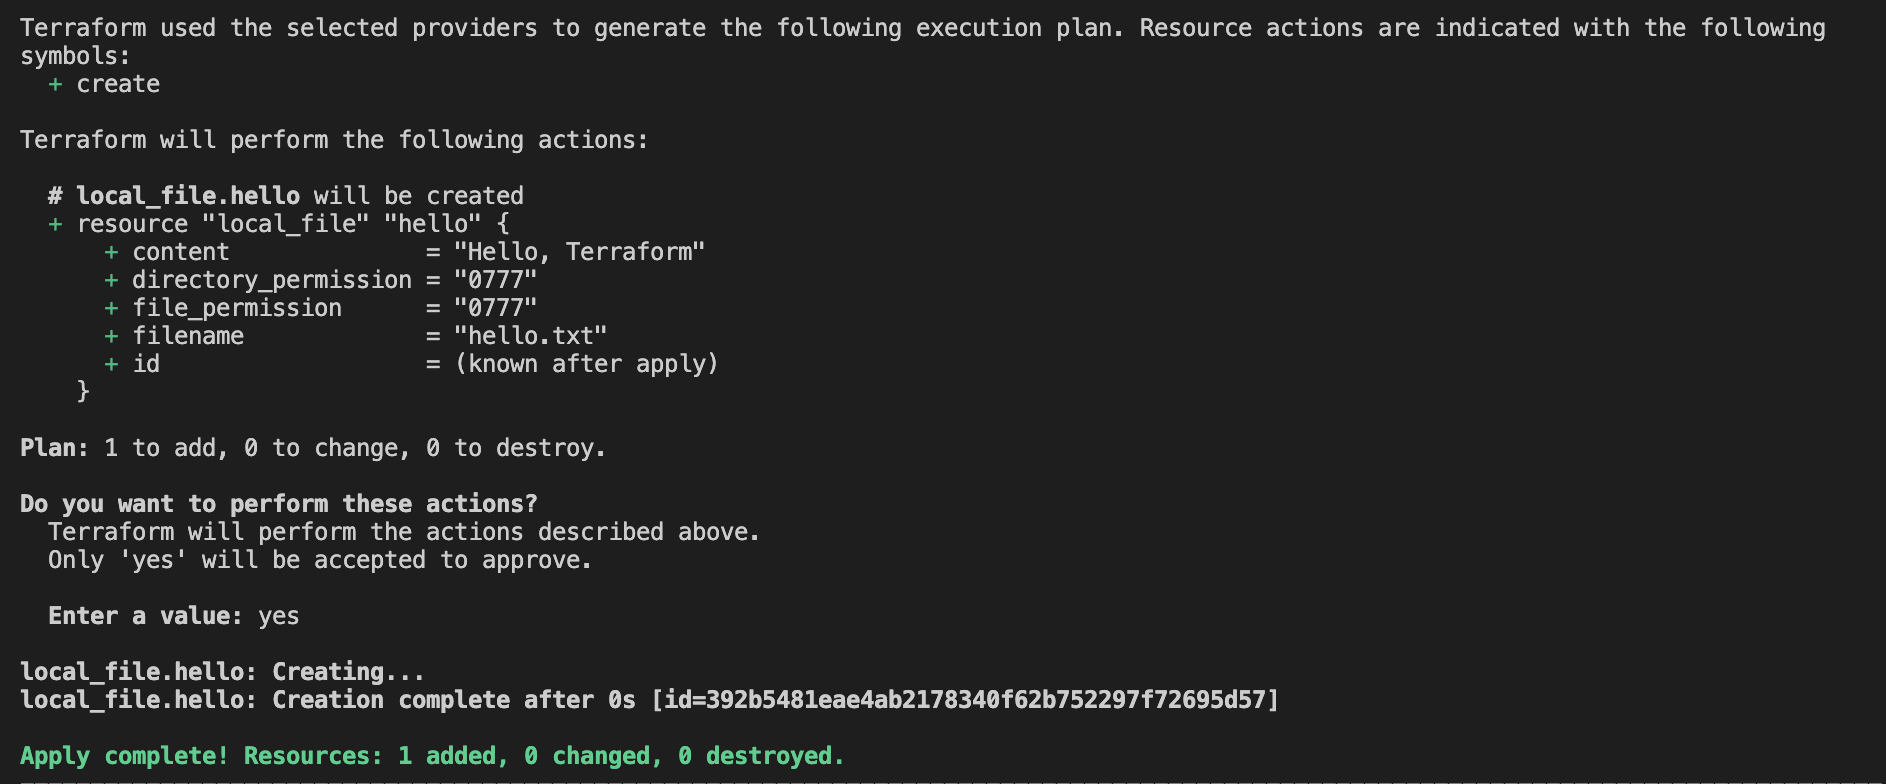 Terraform used the selected providers to generate the following execution plan. Resource actions are indicated with the following
symbols:
  + create

Terraform will perform the following actions:

  # local_file.hello will be created
  + resource "local_file" "hello" {
      + content              = "Hello, Terraform"
      + directory_permission = "0777"
      + file_permission      = "0777"
      + filename             = "hello.txt"
      + id                   = (known after apply)
    }

Plan: 1 to add, 0 to change, 0 to destroy.

Do you want to perform these actions?
  Terraform will perform the actions described above.
  Only 'yes' will be accepted to approve.

  Enter a value: yes

local_file.hello: Creating...
local_file.hello: Creation complete after 0s [id=392b5481eae4ab2178340f62b752297f72695d57]

Apply complete! Resources: 1 added, 0 changed, 0 destroyed.